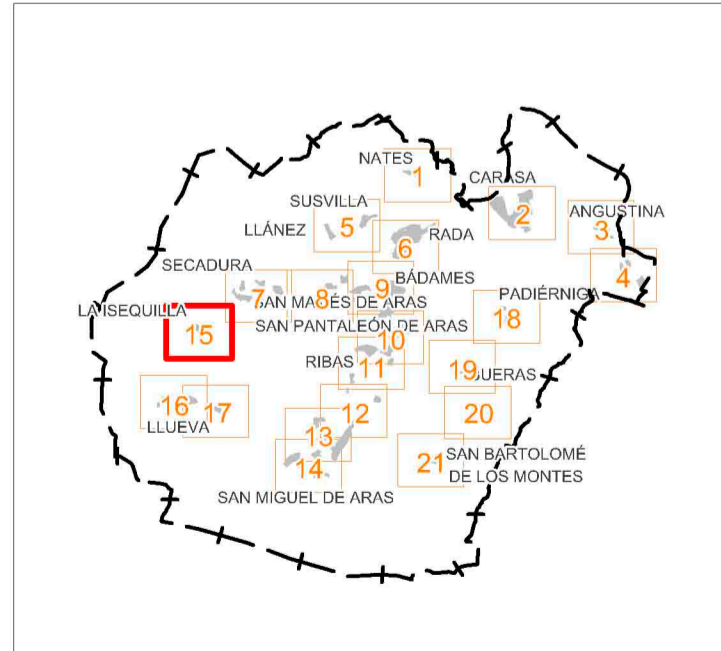 NATES
1
CARASA
2
SUSVILLA
5
ANGUSTINA
3
LLÁNEZ
RADA
6
4
SECADURA
BÁDAMES
7
8
9
SAN MAMÉS DE ARAS
PADIÉRNIGA
LA ISEQUILLA
15
18
SAN PANTALEÓN DE ARAS
10
RIBAS
11
19
UERAS
16
17
12
20
LLUEVA
13
SAN BARTOLOMÉ
DE LOS MONTES
21
14
SAN MIGUEL DE ARAS